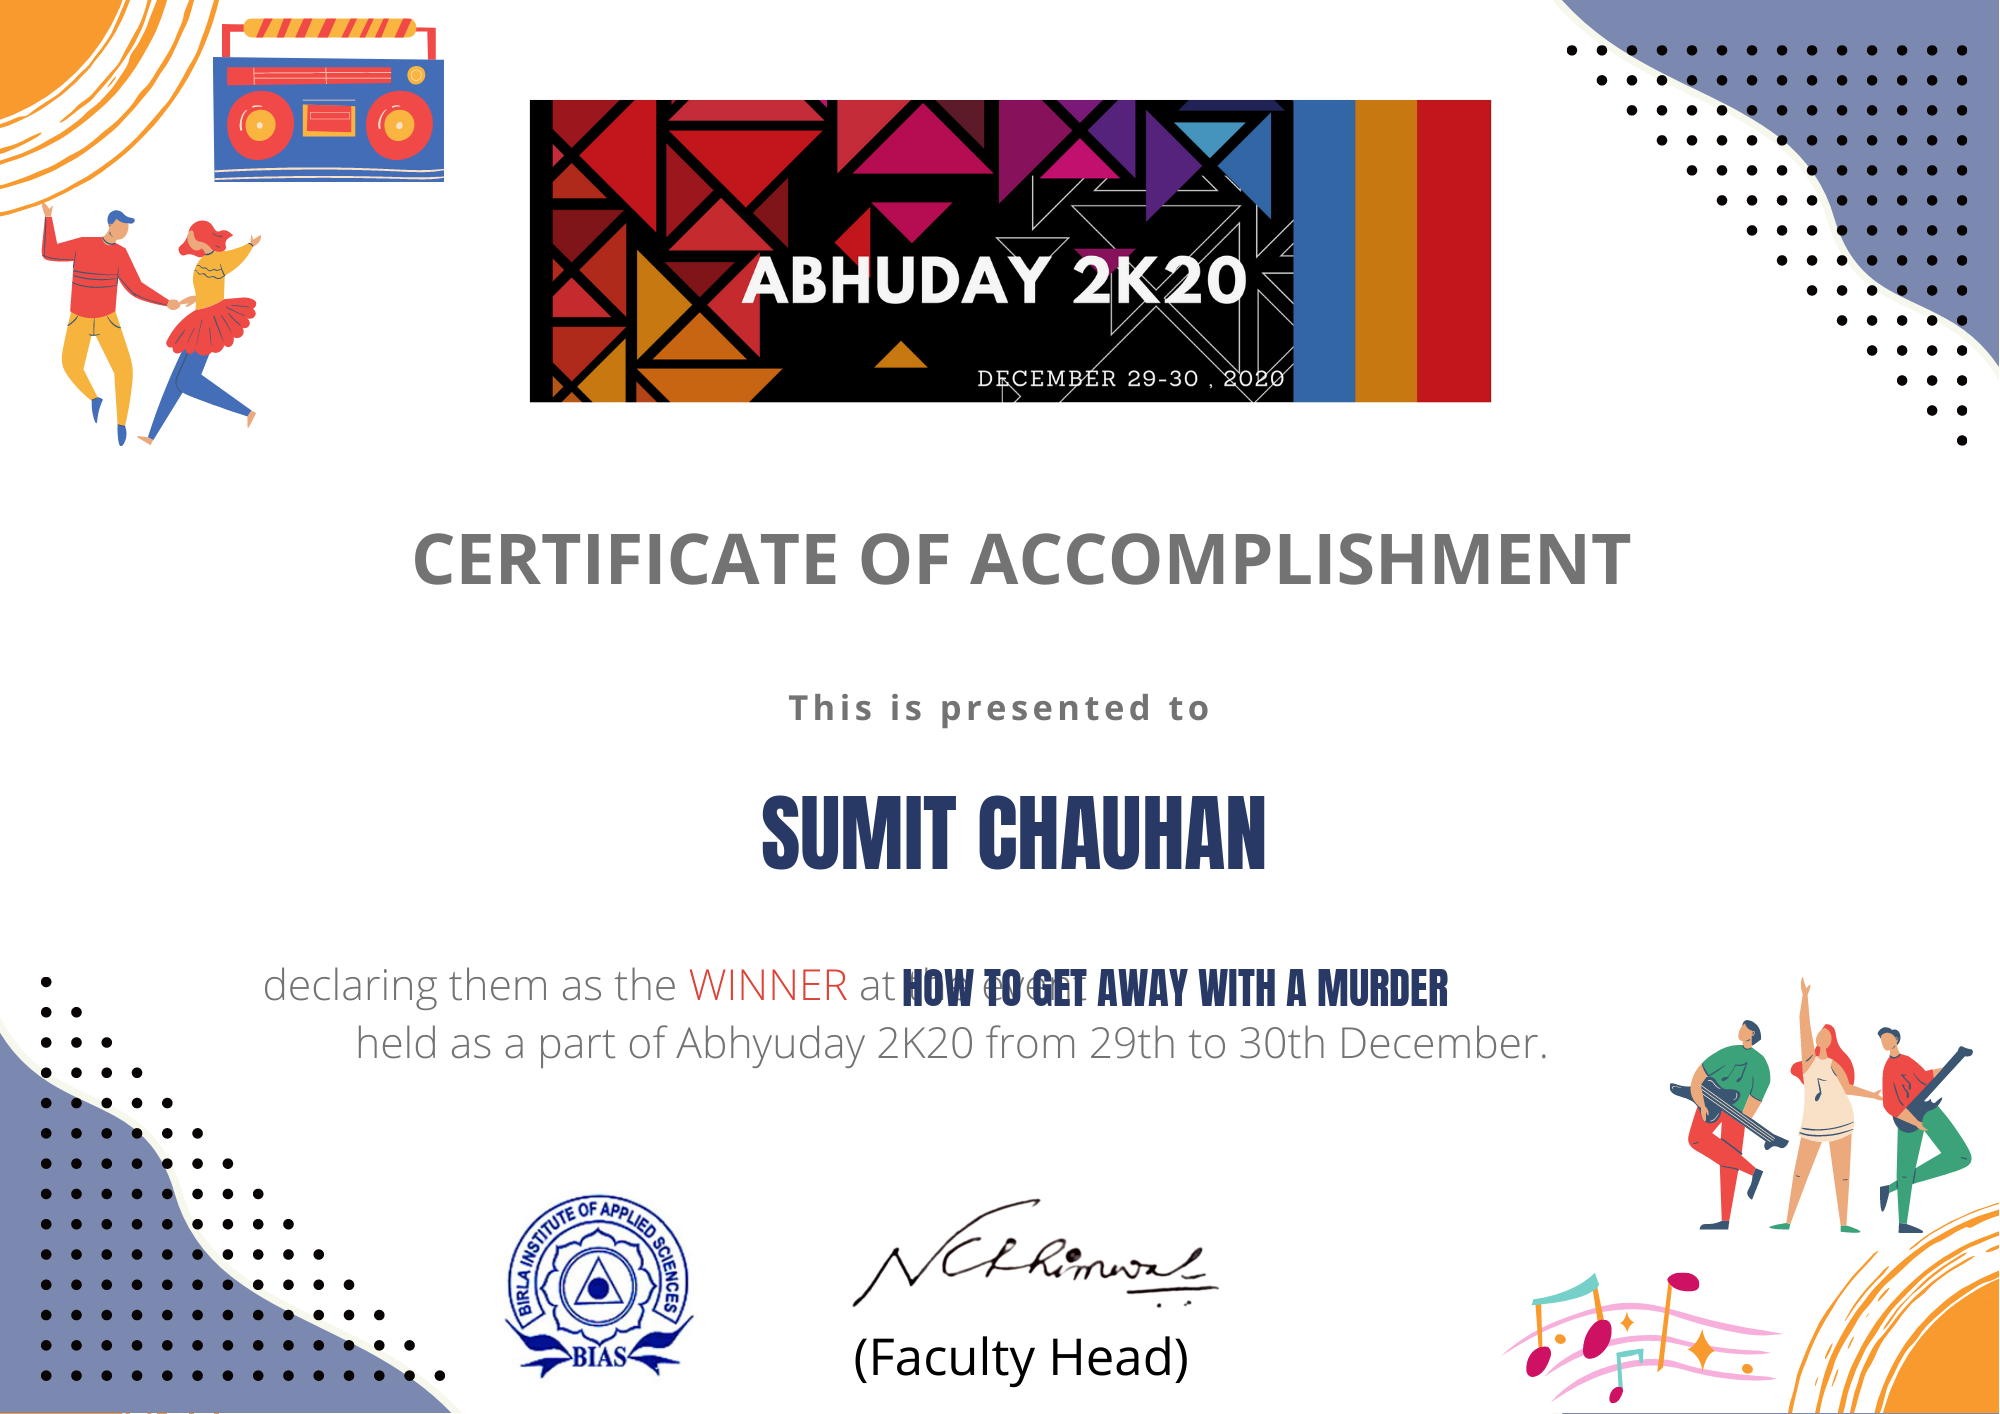 ABHUDAY 2K20
DECEMBER 29-30 , 2020
CERTIFICATE OF ACCOMPLISHMENT
This is presented to
SUMIT CHAUHAN
declaring them as the WINNER at the event HOW TO GET AWAY WITH A MURDER
held as a part of Abhyuday 2K20 from 29th to 30th December.
BIRLA INSTITUTE OF APPLIED SCIENCES
BIAS
(Faculty Head)